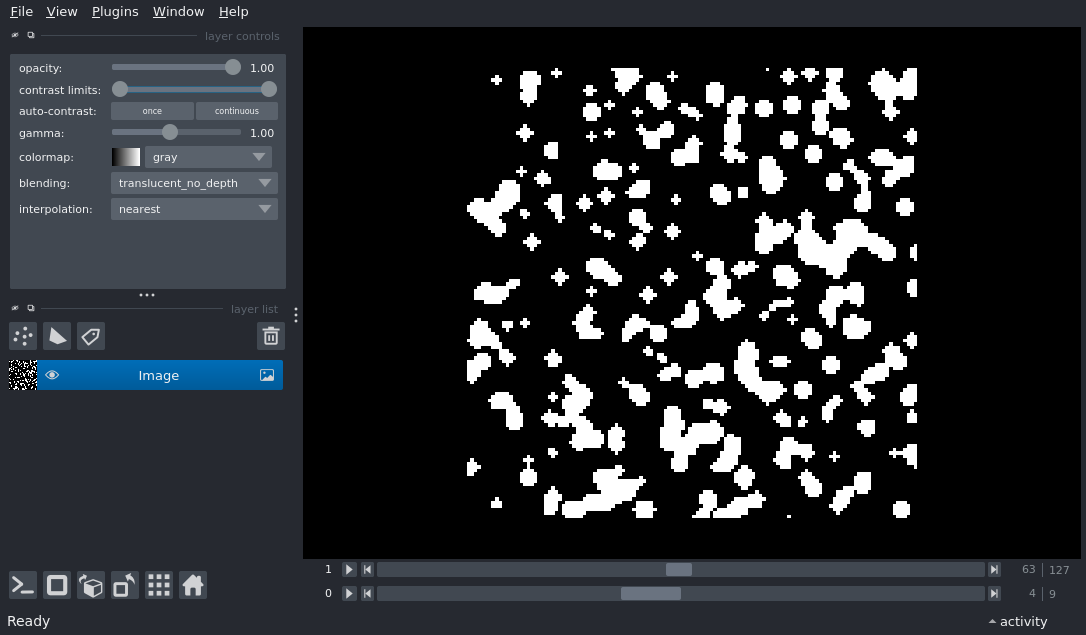 File View Plugins Window Help
layer controls
opacity: 1.00
contrast limits:
auto-contrast: once continuous
gamma: 1.00
colormap: gray
blending: translucent_no_depth
interpolation: nearest
layer list
Image
1 63 127
0 4 9
Ready activity